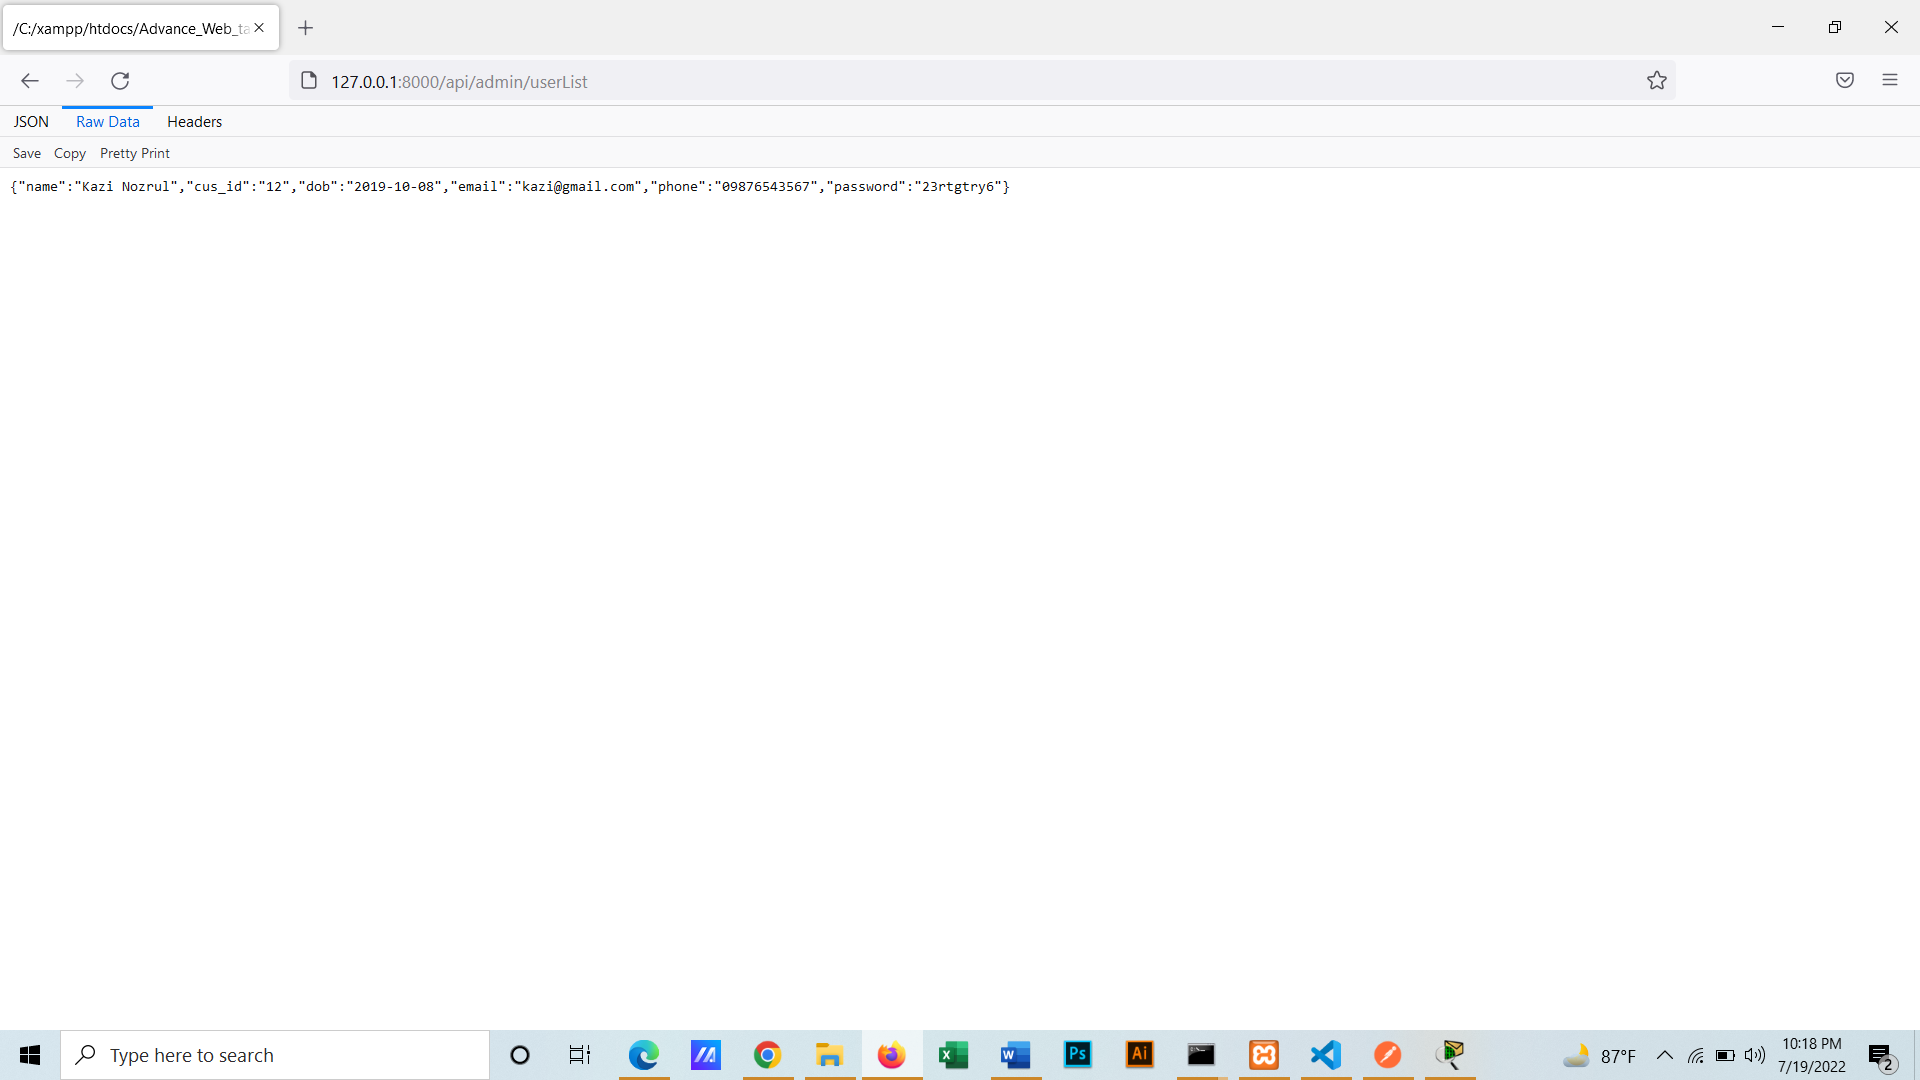 /C:/xampp/htdocs/Advance_Web_ta
127.0.0.1:8000/api/admin/userList
JSON Raw Data Headers
Save Copy Pretty Print
{"name":"Kazi Nozrul","cus_id":"12","dob":"2019-10-08","email":"kazi@gmail.com","phone":"09876543567","password":"23rtgtry6"}
Type here to search
X
W
Ps
Ai
87°F
10:18 PM
7/19/2022
2